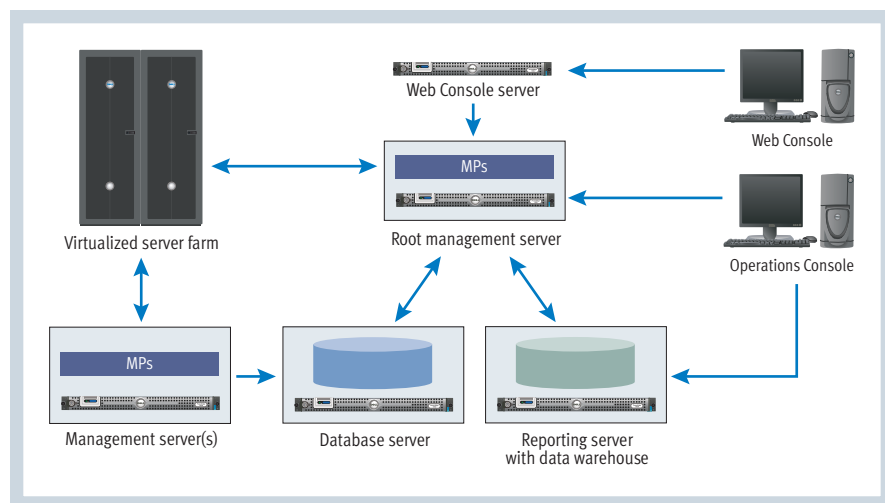 Web Console server
Web Console
MPs
Virtualized server farm
Root management server
Operations Console
MPs
Management server(s)
Database server
Reporting server
with data warehouse